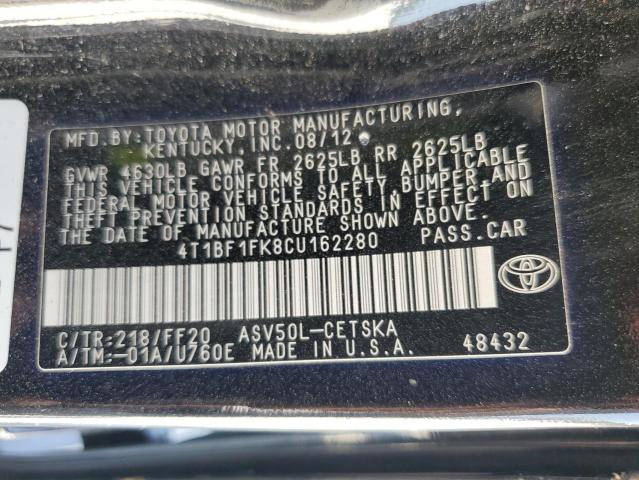 MFD.BY:TOYOTA MOTOR MANUFACTURING,
KENTUCKY,INC.08/12
GVWR 4630LB GAWR FR 2625LB RR 2625LB
THIS VEHICLE CONFORMS TO ALL APPLICABLE
FEDERAL MOTOR VEHICLE SAFETY, BUMPER AND
THEFT PREVENTION STANDARDS IN EFFECT ON
THE DATE OF MANUFACTURE SHOWN ABOVE.
4T1BF1FK8CU162280 PASS.CAR
C/TR:218/FF20 ASV50L-CETSKA
A/TM:-01A/U760E MADE IN U.S.A. 48432